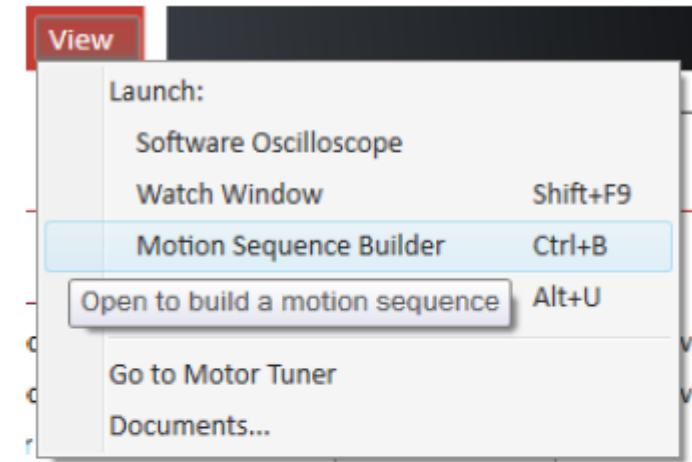 View
Launch:
Software Oscilloscope
Watch Window Shift+F9
Motion Sequence Builder Ctrl+B
Open to build a motion sequence Alt+U
Go to Motor Tuner
Documents...